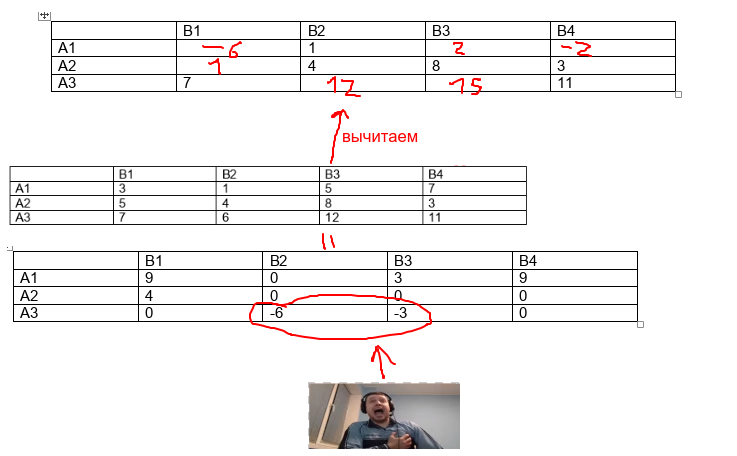 B1 B2 B3 B4
A1 -6 1 2 -2
A2 1 4 8 3
A3 7 12 15 11
вычитаем
B1 B2 B3 B4
A1 3 1 5 7
A2 5 4 8 3
A3 7 6 12 11
B1 B2 B3 B4
A1 9 0 3 9
A2 4 0 0 0
A3 0 -6 -3 0